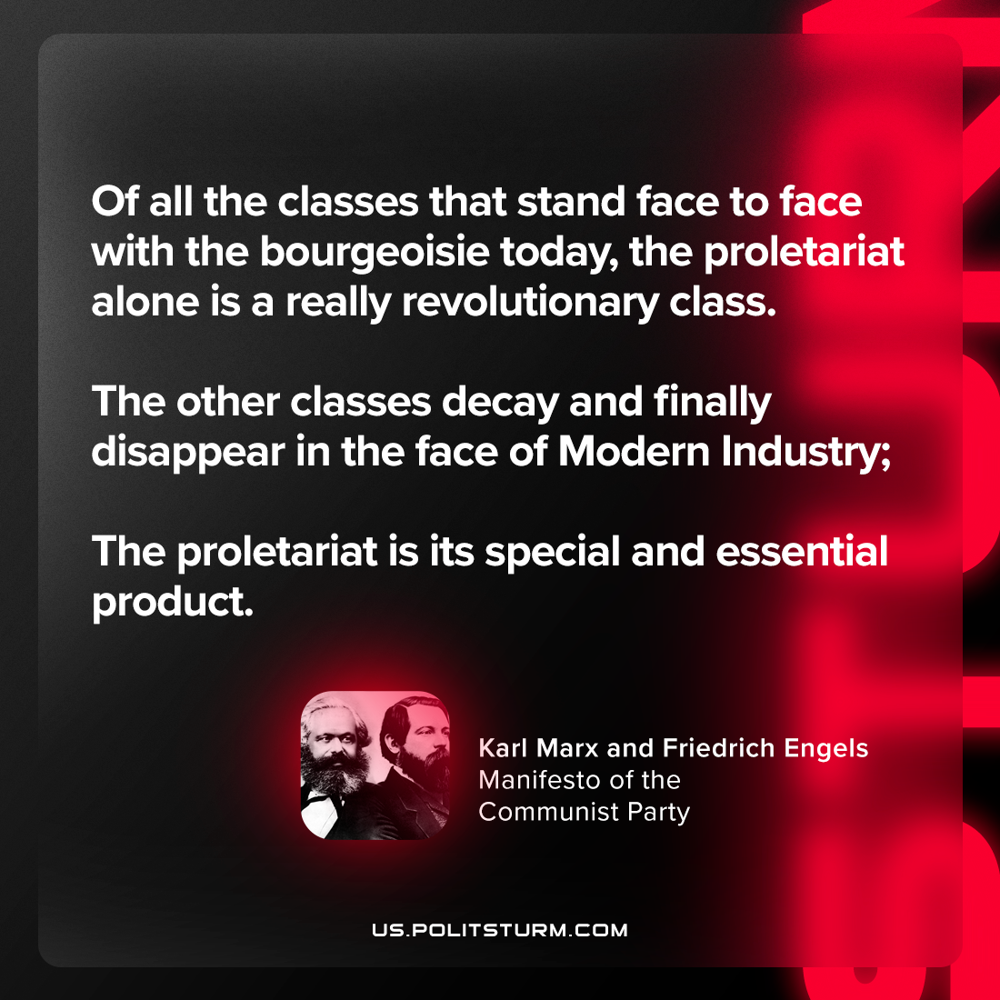 Of all the classes that stand face to face
with the bourgeoisie today, the proletariat
alone is a really revolutionary class.
The other classes decay and finally
disappear in the face of Modern Industry;
The proletariat is its special and essential
product.
Karl Marx and Friedrich Engels
Manifesto of the
Communist Party
US.POLITSTURM.COM